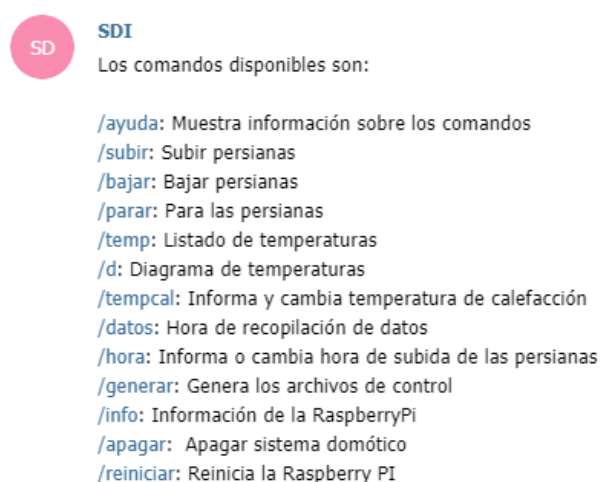 SD
SDI
Los comandos disponibles son:
/ayuda: Muestra información sobre los comandos
/subir: Subir persianas
/bajar: Bajar persianas
/parar: Para las persianas
/temp: Listado de temperaturas
/d: Diagrama de temperaturas
/tempcal: Informa y cambia temperatura de calefacción
/datos: Hora de recopilación de datos
/hora: Informa o cambia hora de subida de las persianas
/generar: Genera los archivos de control
/info: Información de la RaspberryPi
/apagar:  Apagar sistema domótico
/reiniciar: Reinicia la Raspberry PI